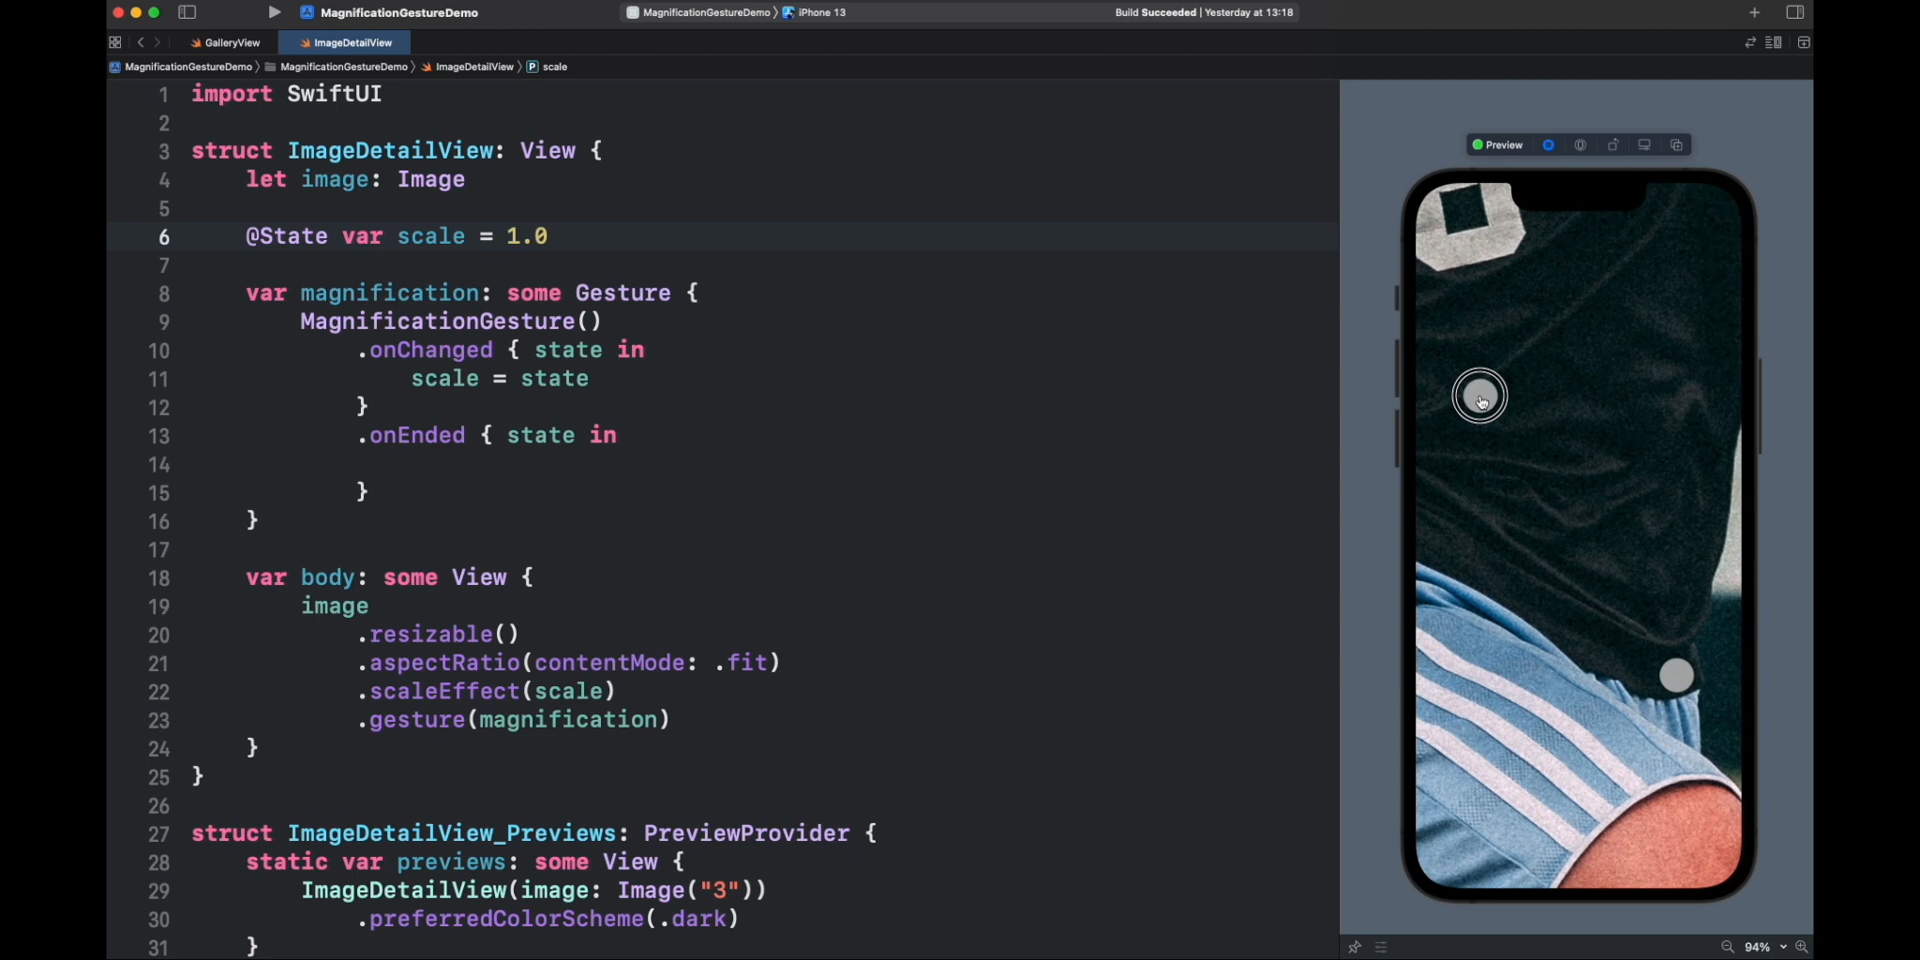 MagnificationGestureDemo
MagnificationGestureDemo 〉 iPhone 13
Build Succeeded | Yesterday at 13:18
GalleryView
ImageDetailView
MagnificationGestureDemo 〉 MagnificationGestureDemo 〉 ImageDetailView 〉 P scale
1 import SwiftUI
2
3 struct ImageDetailView: View {
4 let image: Image
5
6 @State var scale = 1.0
7
8 var magnification: some Gesture {
9 MagnificationGesture()
10 .onChanged { state in
11 scale = state
12 }
13 .onEnded { state in
14
15 }
16 }
17
18 var body: some View {
19 image
20 .resizable()
21 .aspectRatio(contentMode: .fit)
22 .scaleEffect(scale)
23 .gesture(magnification)
24 }
25 }
26
27 struct ImageDetailView_Previews: PreviewProvider {
28 static var previews: some View {
29 ImageDetailView(image: Image("3"))
30 .preferredColorScheme(.dark)
31 }
Preview
94%